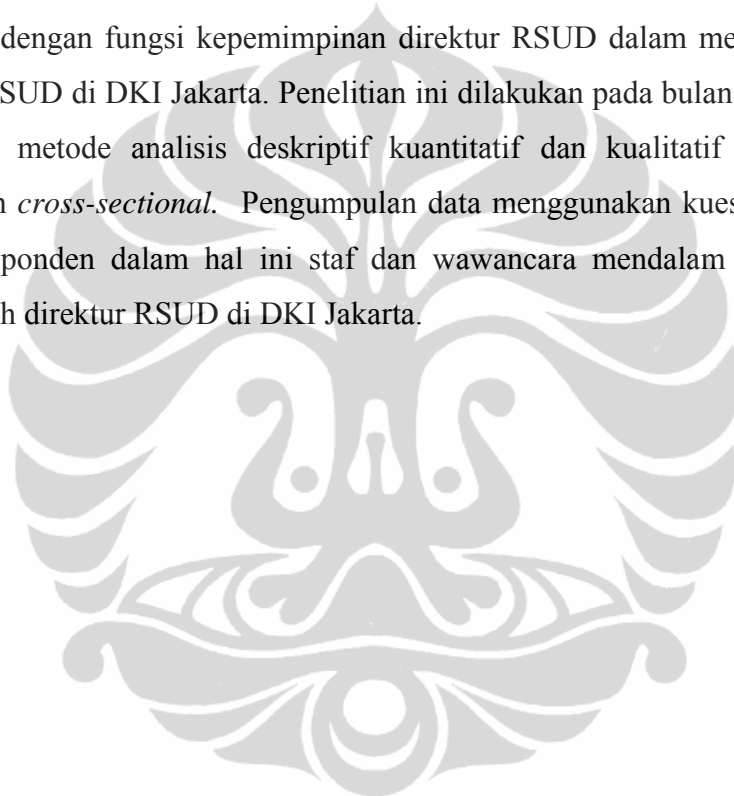 dengan fungsi kepemimpinan direktur RSUD dalam me
SUD di DKI Jakarta. Penelitian ini dilakukan pada bulan
metode analisis deskriptif kuantitatif dan kualitatif
n cross-sectional. Pengumpulan data menggunakan kues
ponden dalam hal ini staf dan wawancara mendalam
h direktur RSUD di DKI Jakarta.